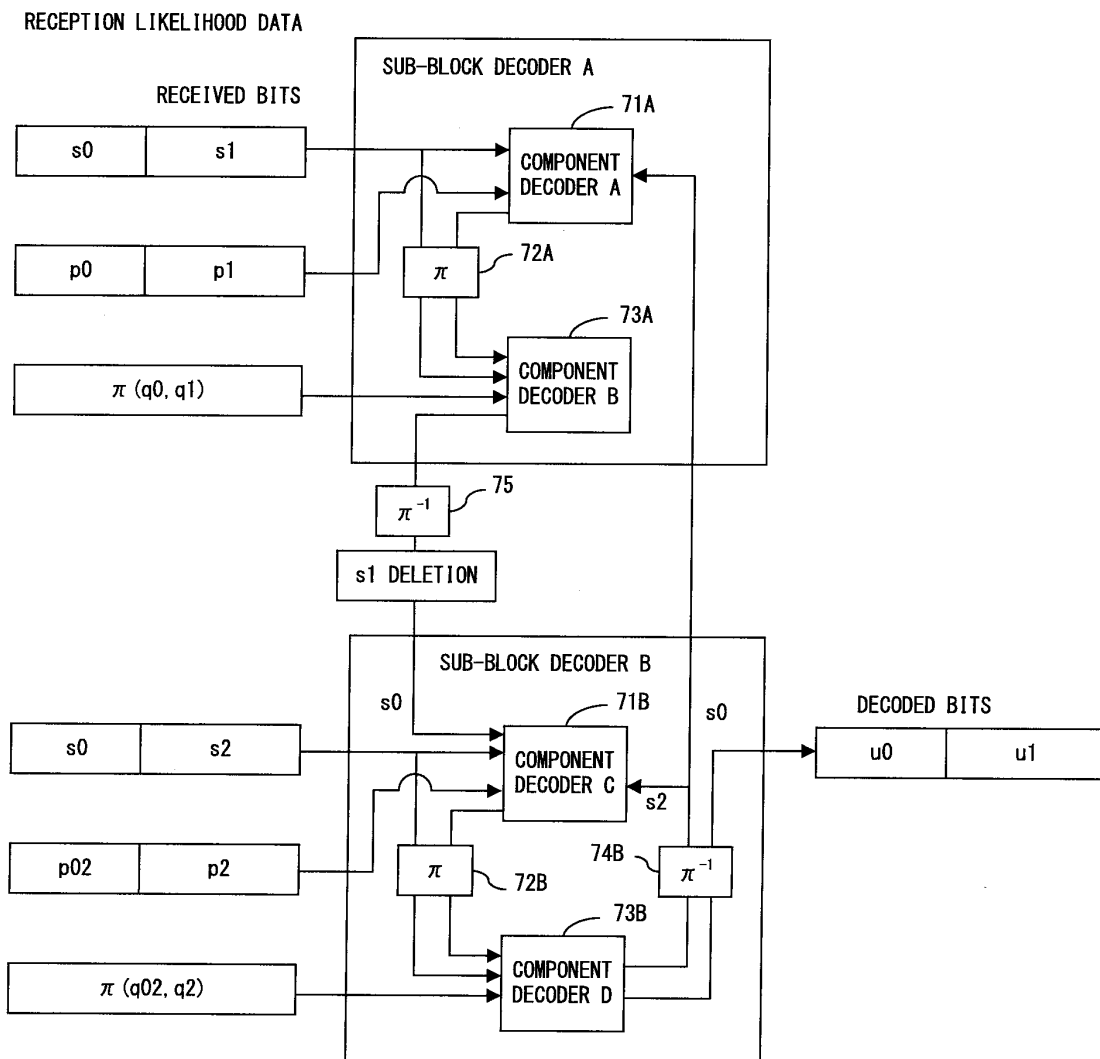 RECEPTION LIKELIHOOD DATA
SUB-BLOCK DECODER A
RECEIVED BITS
71A
s0
s1
COMPONENT
DECODER A
p0
p1
π
72A
73A
π (q0, q1)
COMPONENT
DECODER B
75
π⁻¹
s1 DELETION
SUB-BLOCK DECODER B
s0
71B
s0
DECODED BITS
s0
s2
COMPONENT
DECODER C
s2
u0
u1
p02
p2
π
72B
74B
π⁻¹
73B
π (q02, q2)
COMPONENT
DECODER D